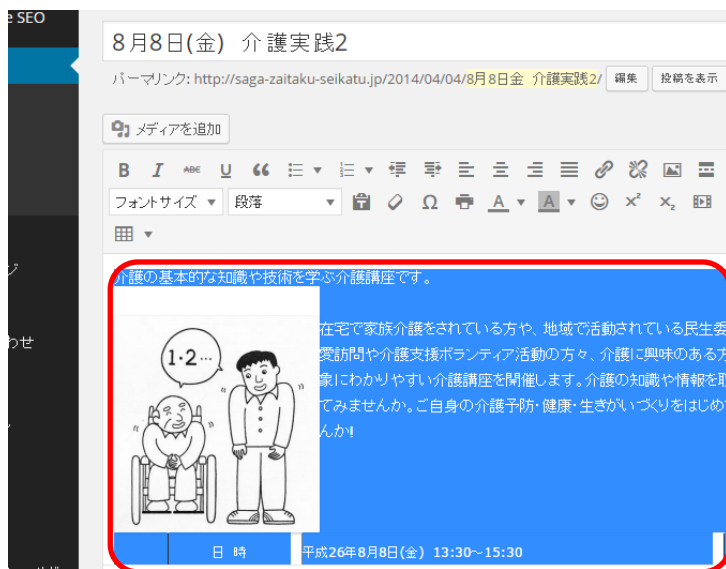 e SEO
8月8日(金) 介護実践2
パーマリンク: http://saga-zaitaku-seikatu.jp/2014/04/04/8月8日金 介護実践2/ 編集 投稿を表示
メディアを追加
B I ABC U
フォントサイズ 段落 Ω A A x² x₂
ジ
介護の基本的な知識や技術を学ぶ介護講座です。
在宅で家族介護をされている方や、地域で活動されている民生委
わせ
1・2…
愛訪問や介護支援ボランティア活動の方々、介護に興味のある方
象にわかりやすい介護講座を開催します。介護の知識や情報を取
てみませんか。ご自身の介護予防・健康・生きがいづくりをはじめ
んか!
日 時 平成26年8月8日(金) 13:30~15:30